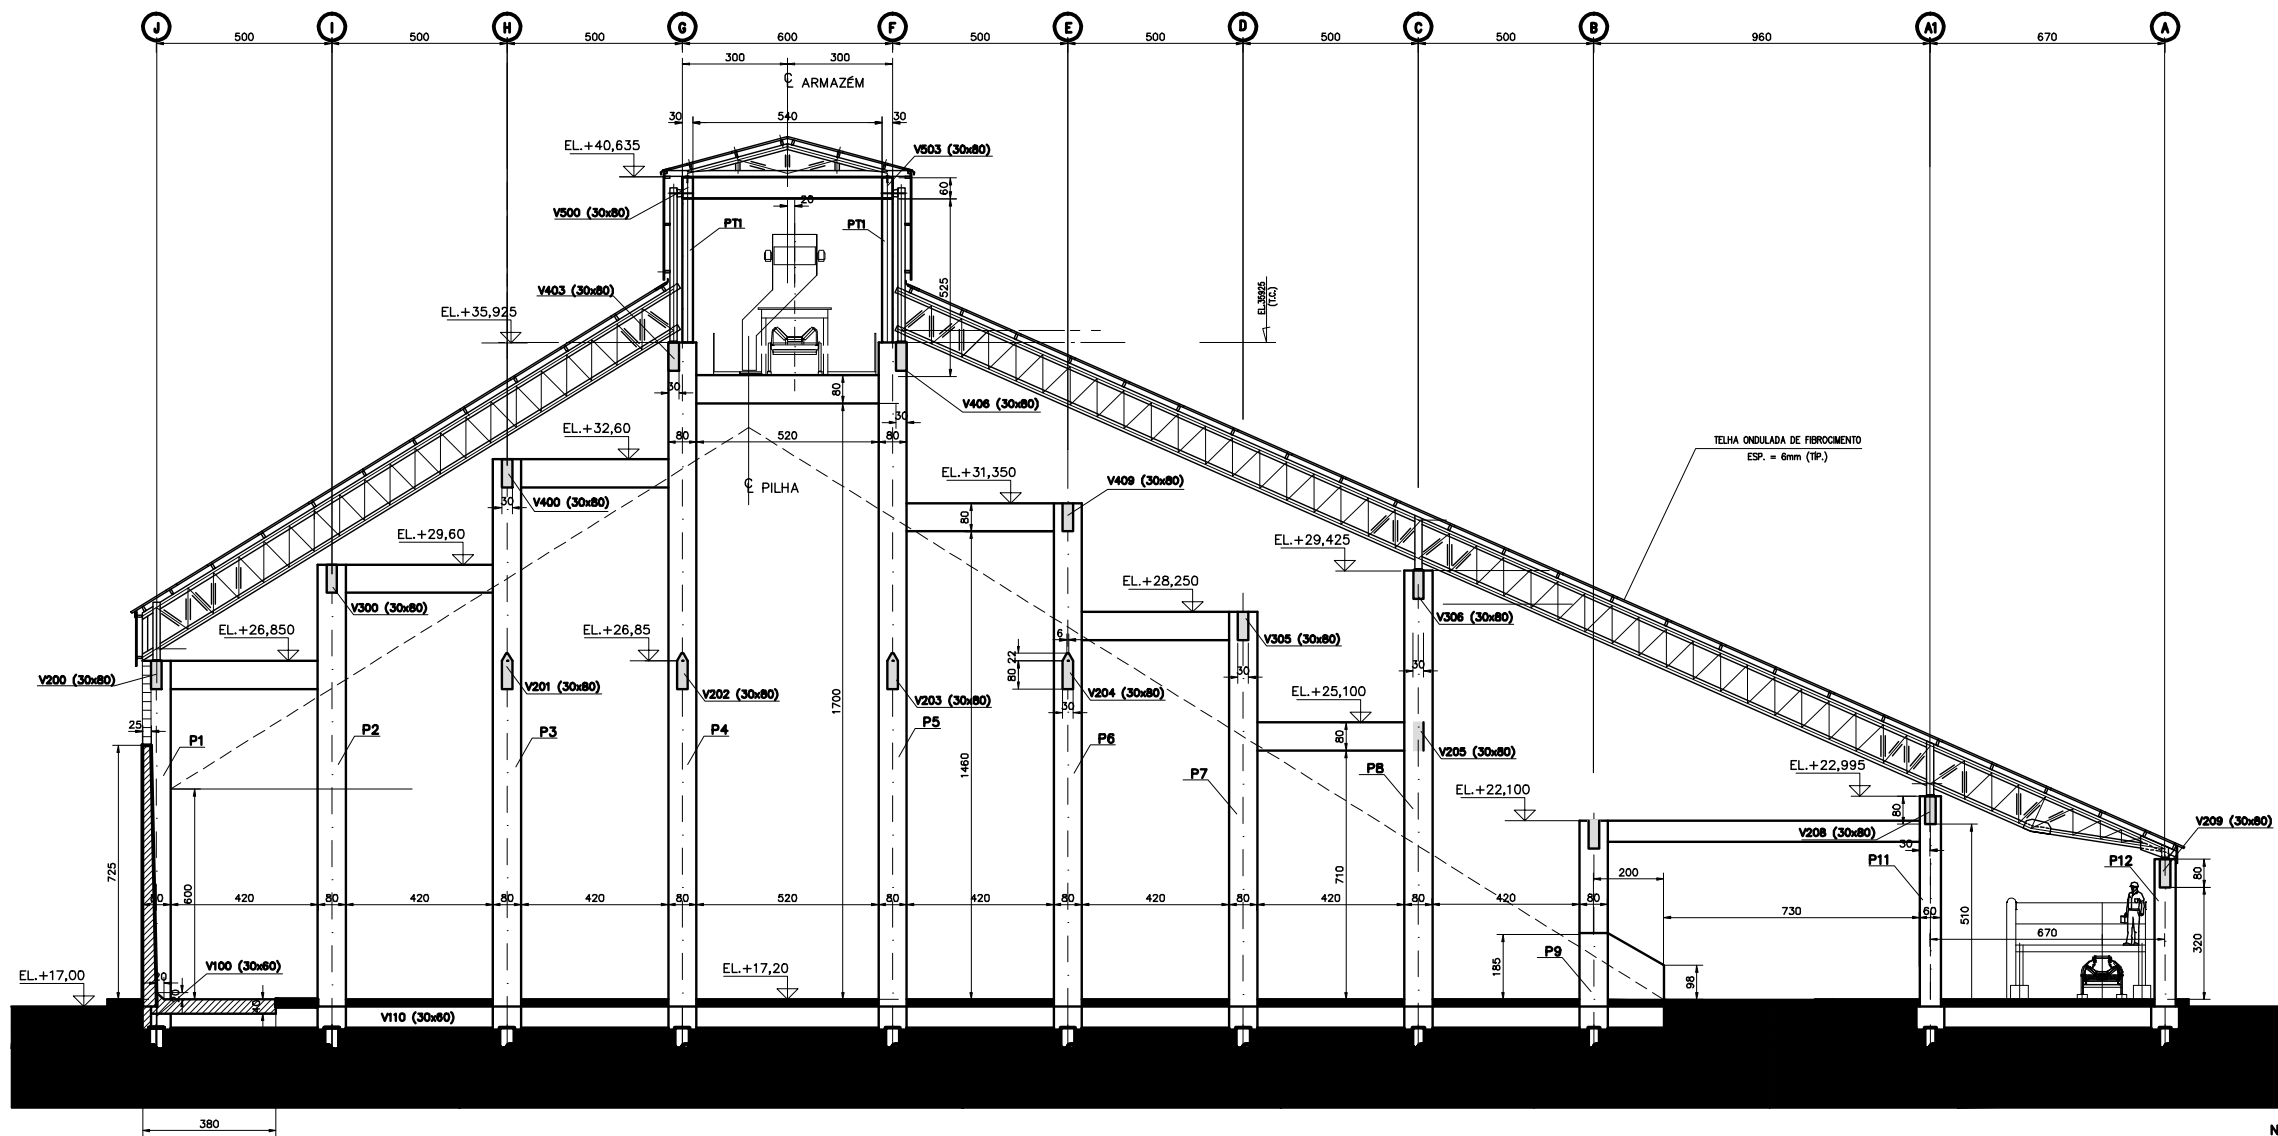 J I H G F E D C B A1 A
500 500 500 600 500 500 500 500 960 670
300 300
℄ ARMAZÉM
30 540 30
EL.+40,635
V503 (30x80)
60
20
V500 (30x80)
PT1 PT1
525
V403 (30x80)
EL.35925
(T.C.)
EL.+35,925
30
80
V406 (30x80)
30
EL.+32,60
80 520 80
TELHA ONDULADA DE FIBROCIMENTO
ESP. = 6mm (TÍP.)
EL.+31,350
V409 (30x80)
℄ PILHA
V400 (30x80)
30
80
EL.+29,60
EL.+29,425
EL.+28,250
V300 (30x80)
V306 (30x80)
EL.+26,850
EL.+26,85
6
V305 (30x80)
22
80
30
30
V200 (30x80)
V201 (30x80)
V202 (30x80)
V203 (30x80)
V204 (30x80)
30
EL.+25,100
1700
25
P1 P2 P3 P4 P5 P6
80
V205 (30x80)
1460
P7 P8
EL.+22,995
EL.+22,100
80
V208 (30x80)
V209 (30x80)
30
P11 P12
725
600
710
200
80
420 80 420 80 420 80 520 80 420 80 420 80 420 80 420 80
730 60
510
670
320
P9
185
98
V100 (30x60)
EL.+17,00
EL.+17,20
20
20
40
V110 (30x60)
380
N